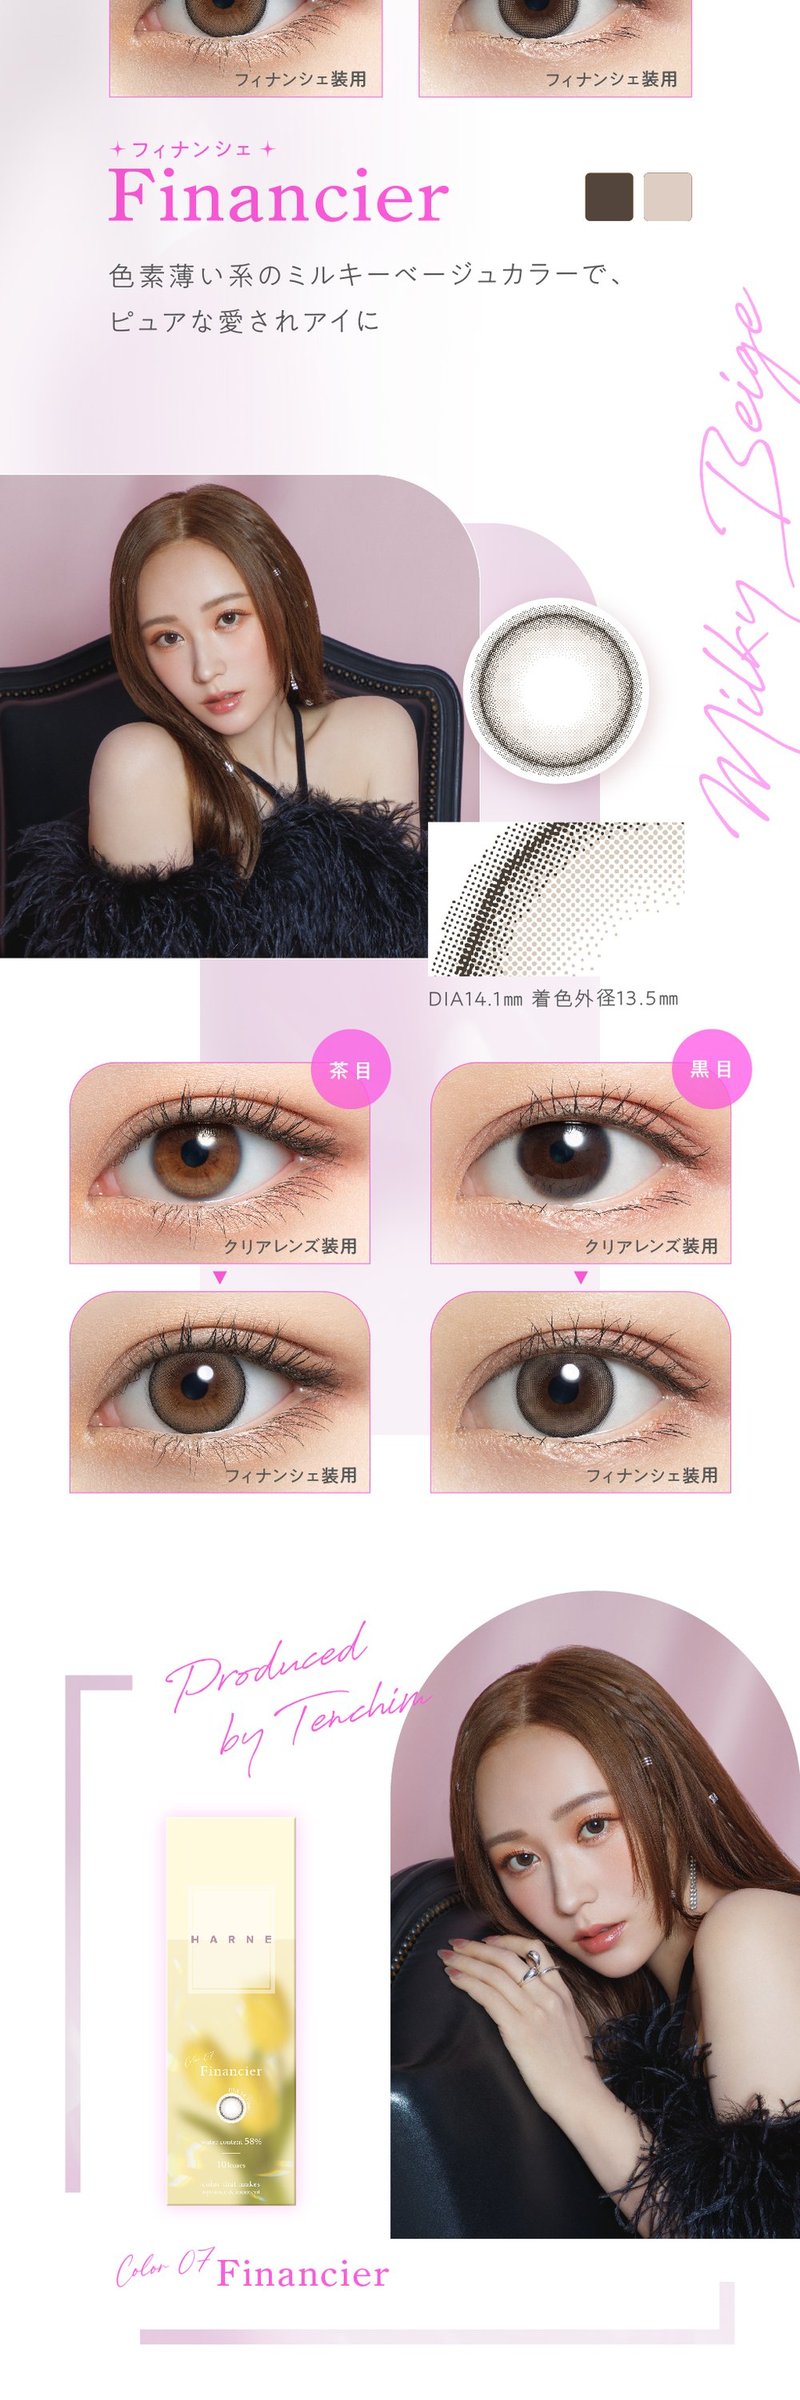 フィナンシェ装用
フィナンシェ装用
フィナンシェ
Financier
色素薄い系のミルキーベージュカラーで、
ピュアな愛されアイに
Milky Beige
DIA14.1mm 着色外径13.5mm
茶目
黒目
クリアレンズ装用
クリアレンズ装用
フィナンシェ装用
フィナンシェ装用
Produced
by Tenchim
HARNE
Color 07
Financier
water content 58%
10 lenses
Color 07 Financier